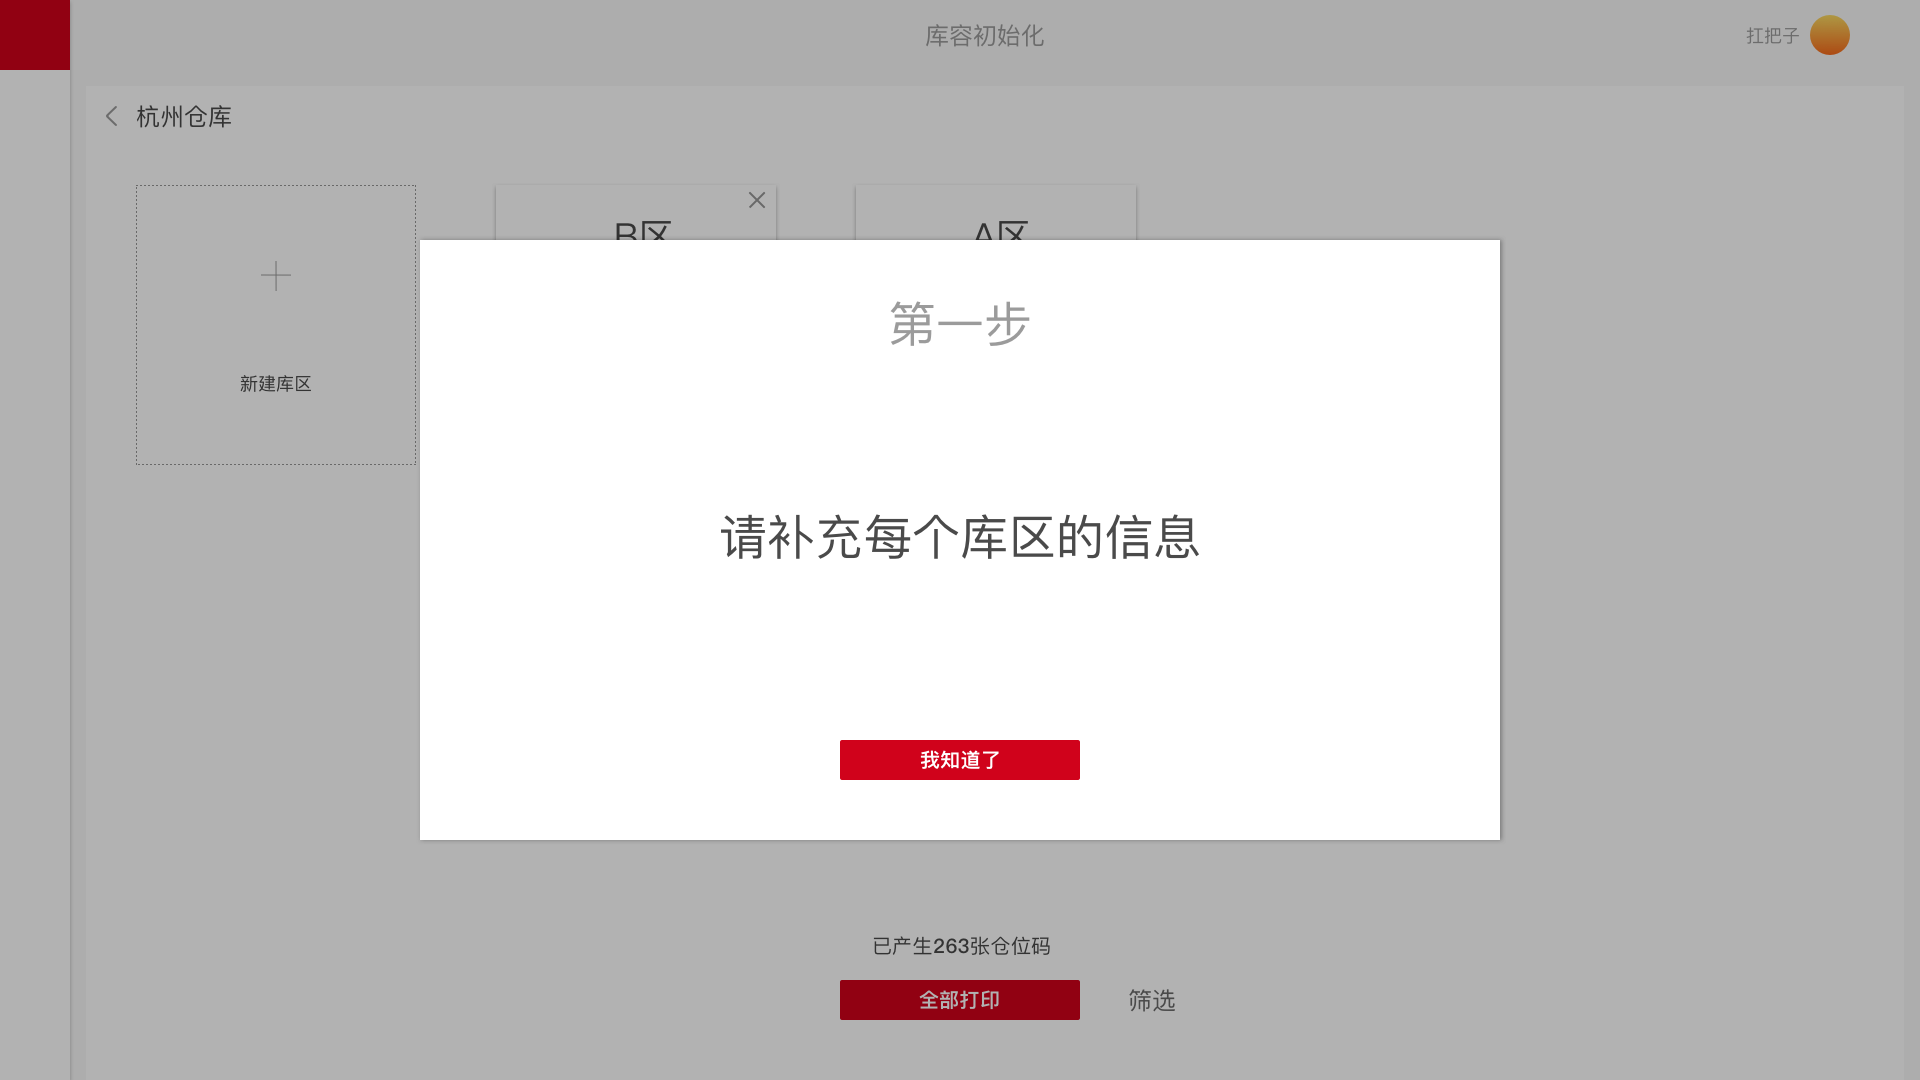 库容初始化
扛把子
杭州仓库
B区
A区
新建库区
第一步
请补充每个库区的信息
我知道了
已产生263张仓位码
全部打印
筛选